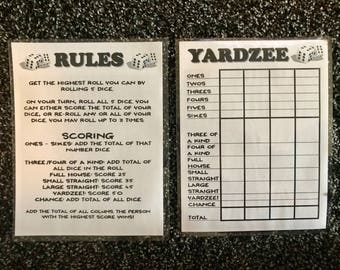 RULES
GET THE HIGHEST ROLL YOU CAN BY
ROLLING 5 DICE.
ON YOUR TURN, ROLL ALL 5 DICE, YOU
CAN EITHER SCORE THE TOTAL OF YOUR
DICE, OR RE-ROLL ANY OR ALL OF YOUR
DICE, YOU MAY ROLL UP TO 3 TIMES
SCORING
ONES - SIXES: ADD THE TOTAL OF THAT
NUMBER DICE
THREE/FOUR OF A KIND: ADD TOTAL OF
ALL DICE IN THE ROLL
FULL HOUSE: SCORE 25
SMALL STRAIGHT: SCORE 35
LARGE STRAIGHT: SCORE 45
YARDZEE! SCORE 50
CHANCE: ADD TOTAL OF ALL DICE
ADD THE TOTAL OF ALL COLUMNS, THE PERSON
WITH THE HIGHEST SCORE WINS!
YARDZEE
ONES
TWOS
THREES
FOURS
FIVES
SIXES
THREE OF
A KIND
FOUR OF
A KIND
FULL
HOUSE
SMALL
STRAIGHT
LARGE
STRAIGHT
YARDZEE!
CHANCE
TOTAL